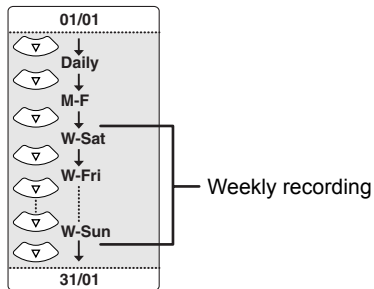 01/01
Daily
M-F
W-Sat
W-Fri
Weekly recording
W-Sun
31/01